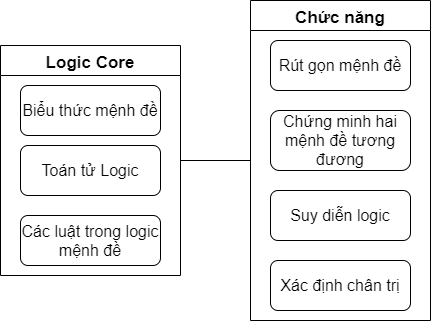 Logic Core
Biểu thức mệnh đề
Toán tử Logic
Các luật trong logic
mệnh đề
Chức năng
Rút gọn mệnh đề
Chứng minh hai
mệnh đề tương
đương
Suy diễn logic
Xác định chân trị